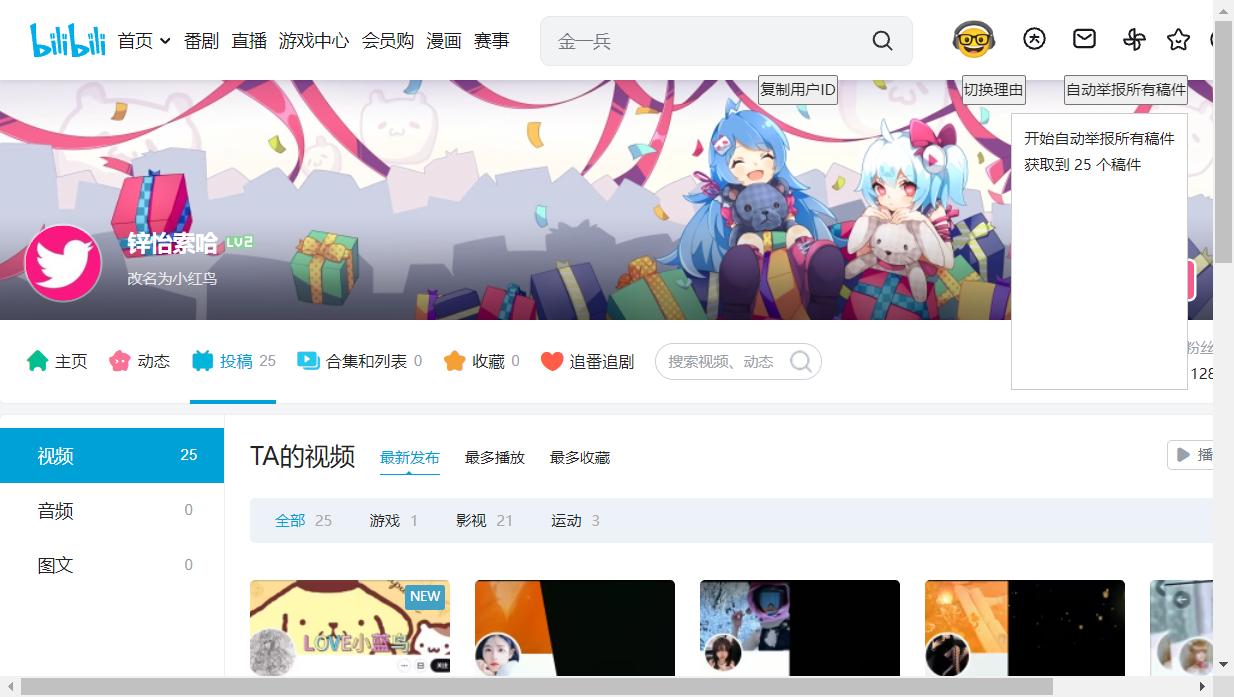 bilibili 首页 番剧 直播 游戏中心 会员购 漫画 赛事 金一兵
复制用户ID 切换理由 自动举报所有稿件
开始自动举报所有稿件
获取到 25 个稿件
锌怡索哈 LV2
改名为小红鸟
主页 动态 投稿 25 合集和列表 0 收藏 0 追番追剧 搜索视频、动态
粉丝
128
视频 25
音频 0
图文 0
TA的视频 最新发布 最多播放 最多收藏 播
全部 25 游戏 1 影视 21 运动 3
NEW
LOVE小蓝鸟